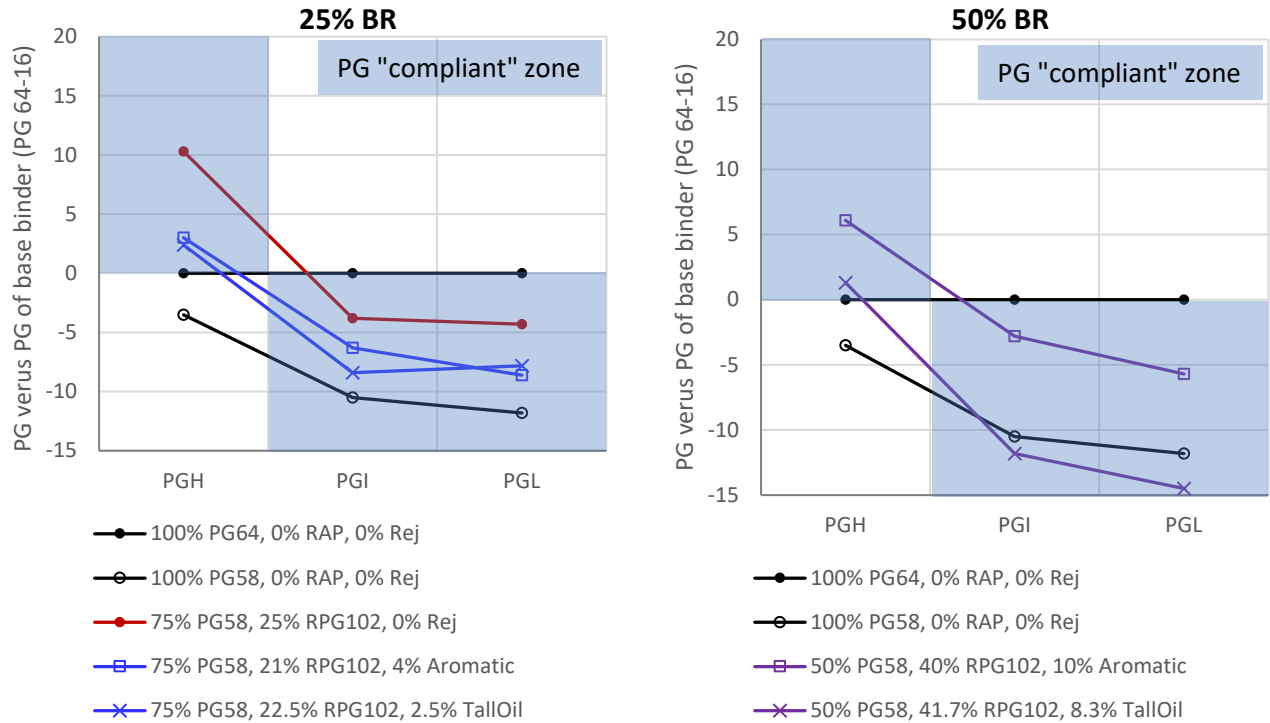 25% BR
PG verus PG of base binder (PG 64-16)
20
15
10
5
0
-5
-10
-15
PG "compliant" zone
PGH PGI PGL
100% PG64, 0% RAP, 0% Rej
100% PG58, 0% RAP, 0% Rej
75% PG58, 25% RPG102, 0% Rej
75% PG58, 21% RPG102, 4% Aromatic
75% PG58, 22.5% RPG102, 2.5% TallOil
50% BR
PG versus PG of base binder (PG 64-16)
20
15
10
5
0
-5
-10
-15
PG "compliant" zone
PGH PGI PGL
100% PG64, 0% RAP, 0% Rej
100% PG58, 0% RAP, 0% Rej
50% PG58, 40% RPG102, 10% Aromatic
50% PG58, 41.7% RPG102, 8.3% TallOil